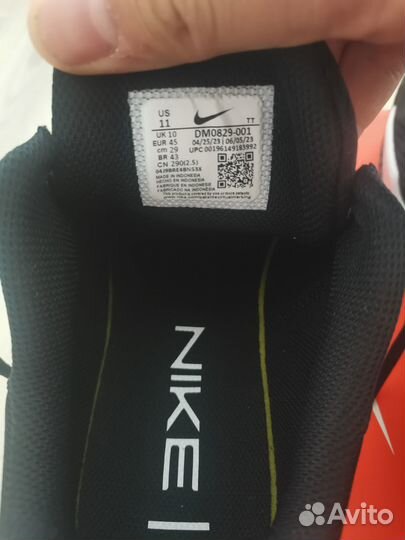 US
11
UK 10
EUR 45
cm 29
BR 43
CN 290(2.5)
DM0829-001
TT
04/25/23 | 06/05/23
UPC 00196149185992
MADE IN INDONESIA
HECHO EN INDONESIA
FABRIQUE EN INDONESIE
FABRICADO NA INDONESIA
NIKE
Avito